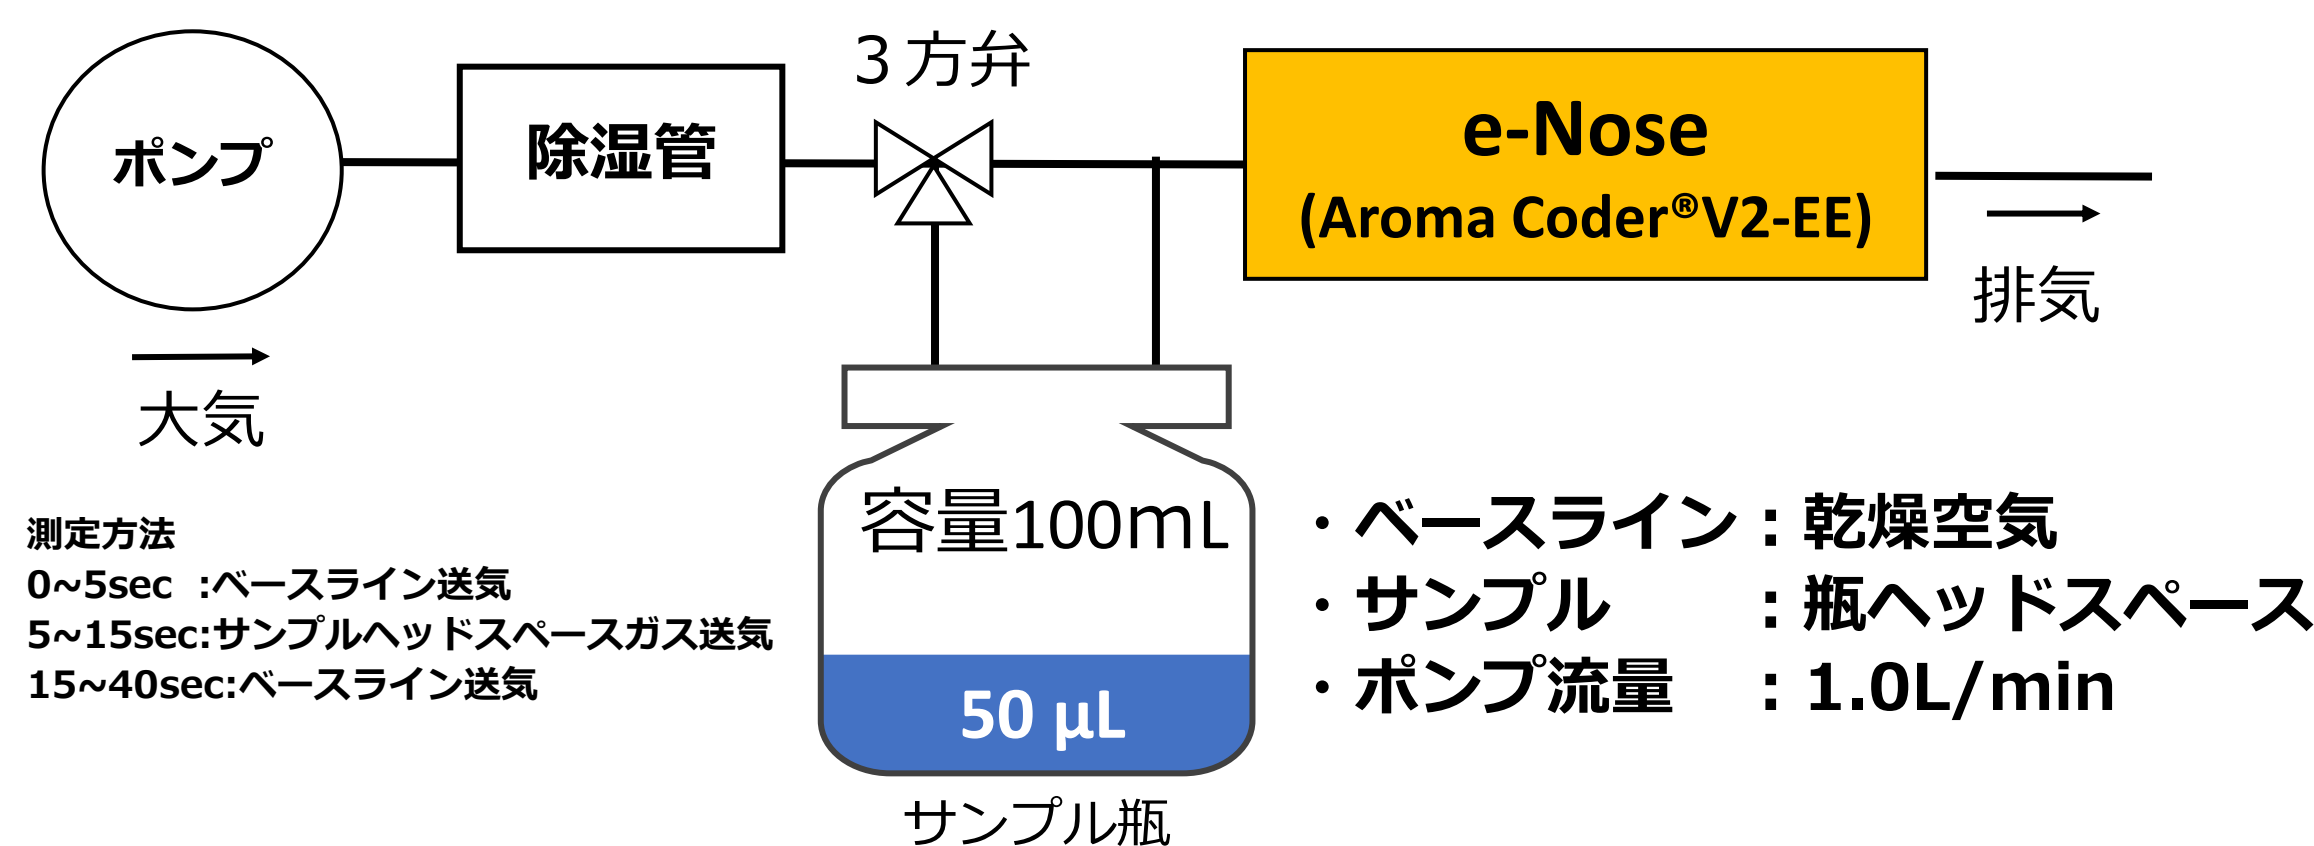 3方弁
ポンプ
除湿管
e-Nose
(Aroma Coder®V2-EE)
排気
大気
測定方法
0~5sec :ベースライン送気
5~15sec:サンプルヘッドスペースガス送気
15~40sec:ベースライン送気
容量100mL
50 μL
サンプル瓶
・ベースライン:乾燥空気
・サンプル :瓶ヘッドスペース
・ポンプ流量 :1.0L/min